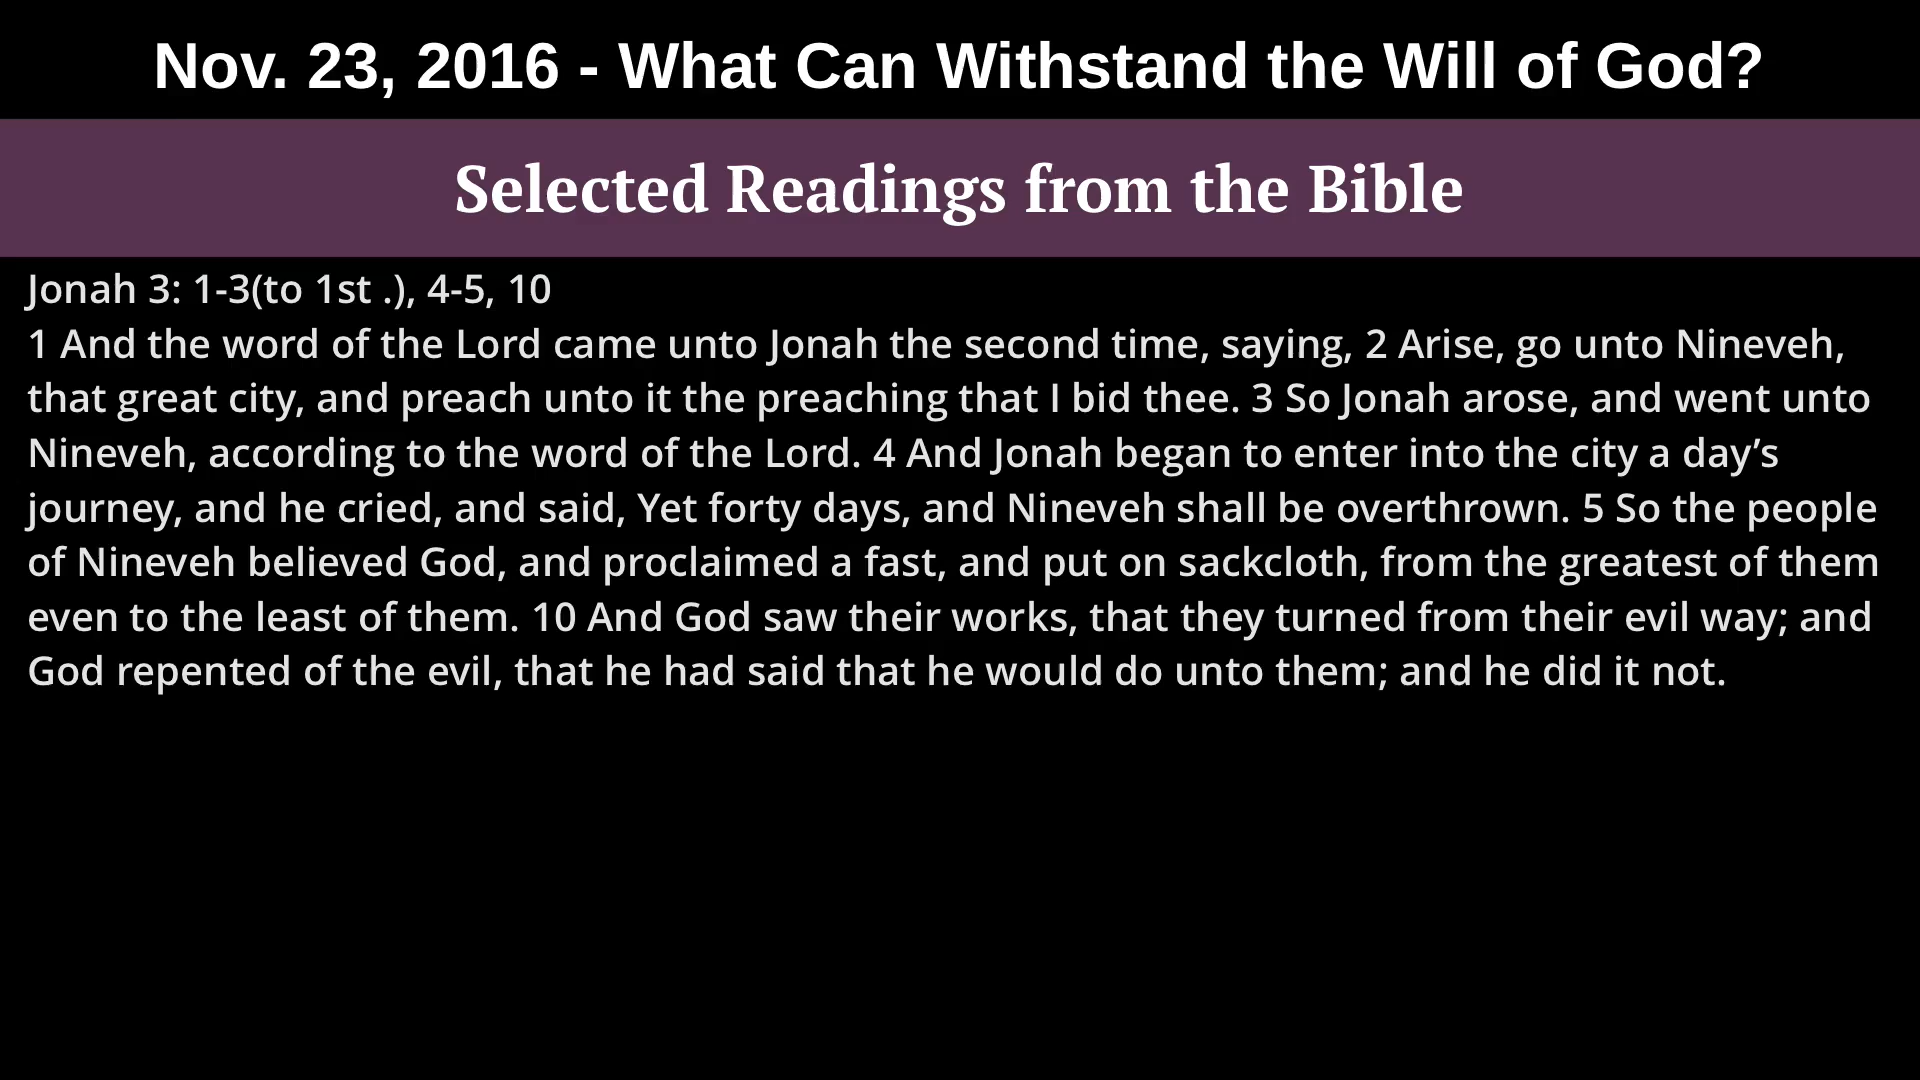 Nov. 23, 2016 - What Can Withstand the Will of God?
Selected Readings from the Bible
Jonah 3: 1-3(to 1st .), 4-5, 10
1 And the word of the Lord came unto Jonah the second time, saying, 2 Arise, go unto Nineveh,
that great city, and preach unto it the preaching that I bid thee. 3 So Jonah arose, and went unto
Nineveh, according to the word of the Lord. 4 And Jonah began to enter into the city a day’s
journey, and he cried, and said, Yet forty days, and Nineveh shall be overthrown. 5 So the people
of Nineveh believed God, and proclaimed a fast, and put on sackcloth, from the greatest of them
even to the least of them. 10 And God saw their works, that they turned from their evil way; and
God repented of the evil, that he had said that he would do unto them; and he did it not.